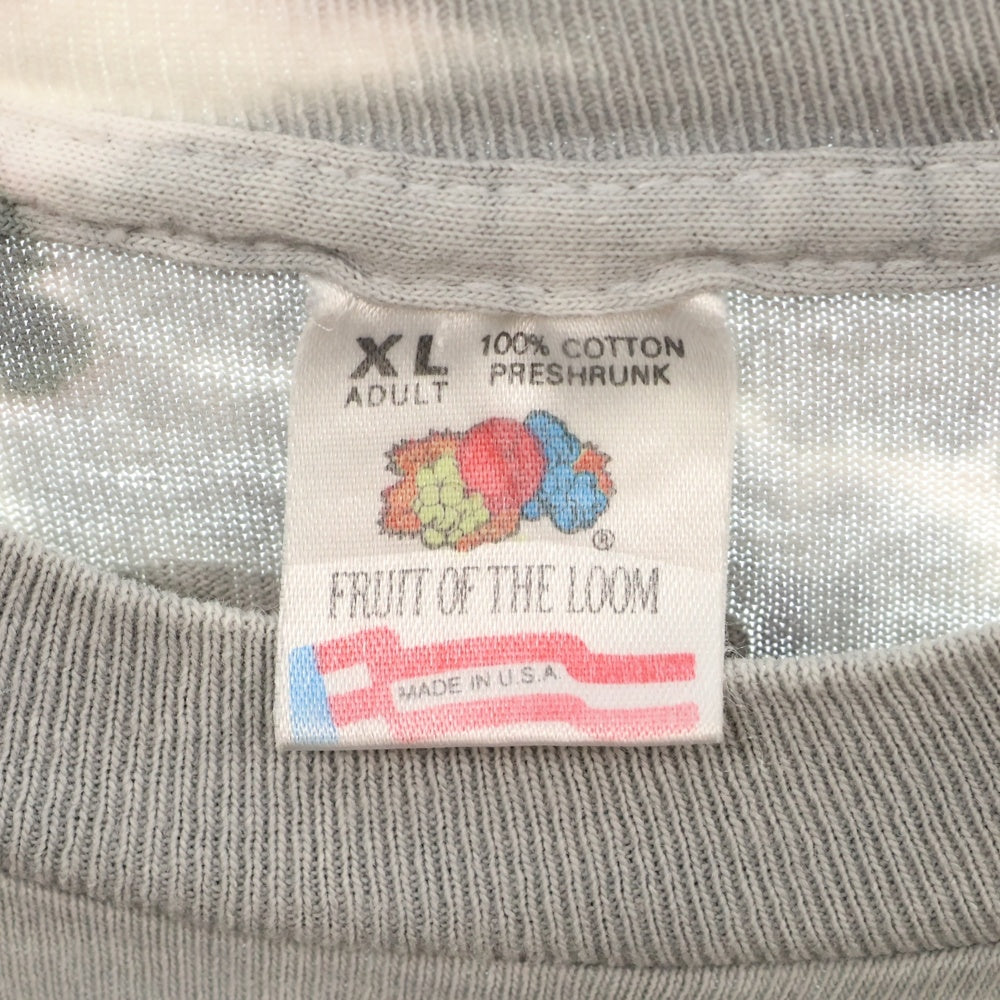 XL
ADULT
100% COTTON
PRESHRUNK
®
FRUIT OF THE LOOM
MADE IN U.S.A.